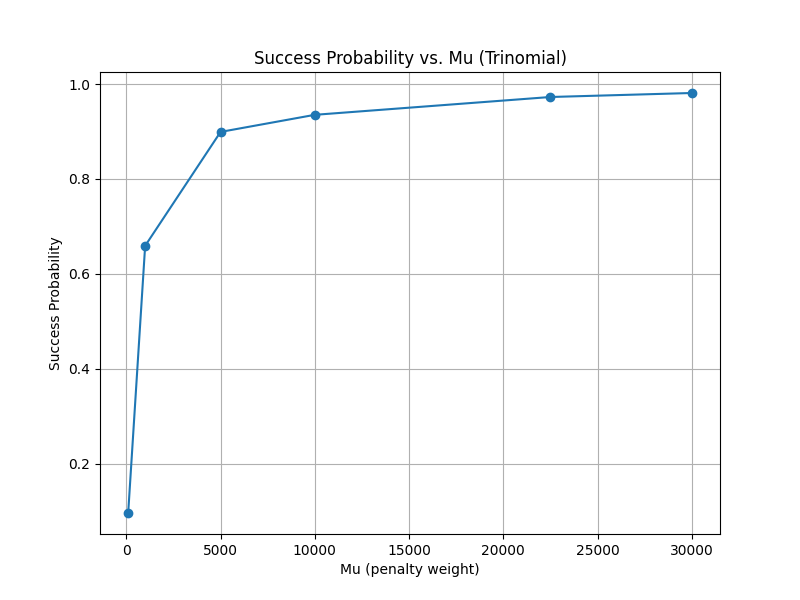 Success Probability vs. Mu (Trinomial)
1.0
0.8
0.6
0.4
0.2
Success Probability
0 5000 10000 15000 20000 25000 30000
Mu (penalty weight)